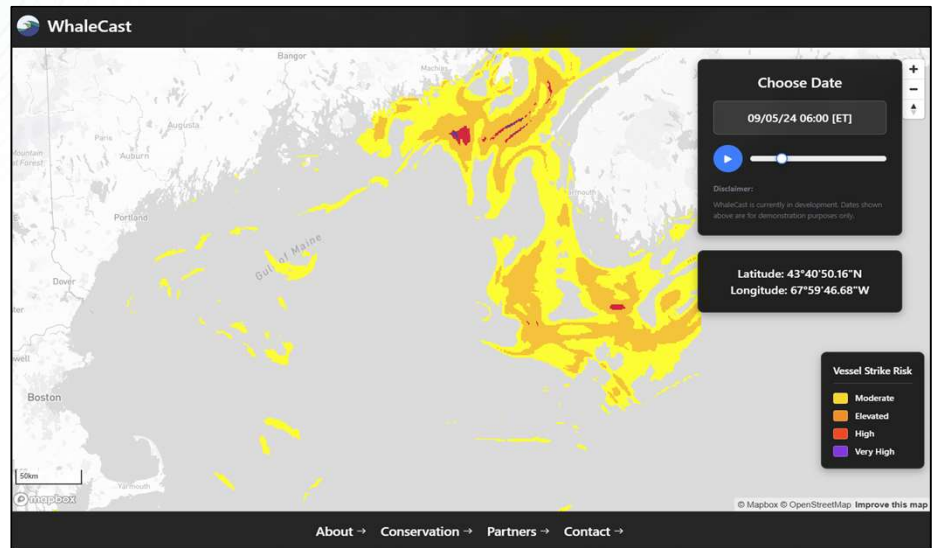 WhaleCast
Bangor
Machias
Augusta
Paris
Auburn
Portland
Gulf of Maine
Yarmouth
Dover
Boston
Yarmouth
50km
mapbox
Choose Date
09/05/24 06:00 [ET]
Disclaimer:
WhaleCast is currently in development. Dates shown
above are for demonstration purposes only.
Latitude: 43°40'50.16"N
Longitude: 67°59'46.68"W
Vessel Strike Risk
Moderate
Elevated
High
Very High
© Mapbox © OpenStreetMap Improve this map
About → Conservation → Partners → Contact →